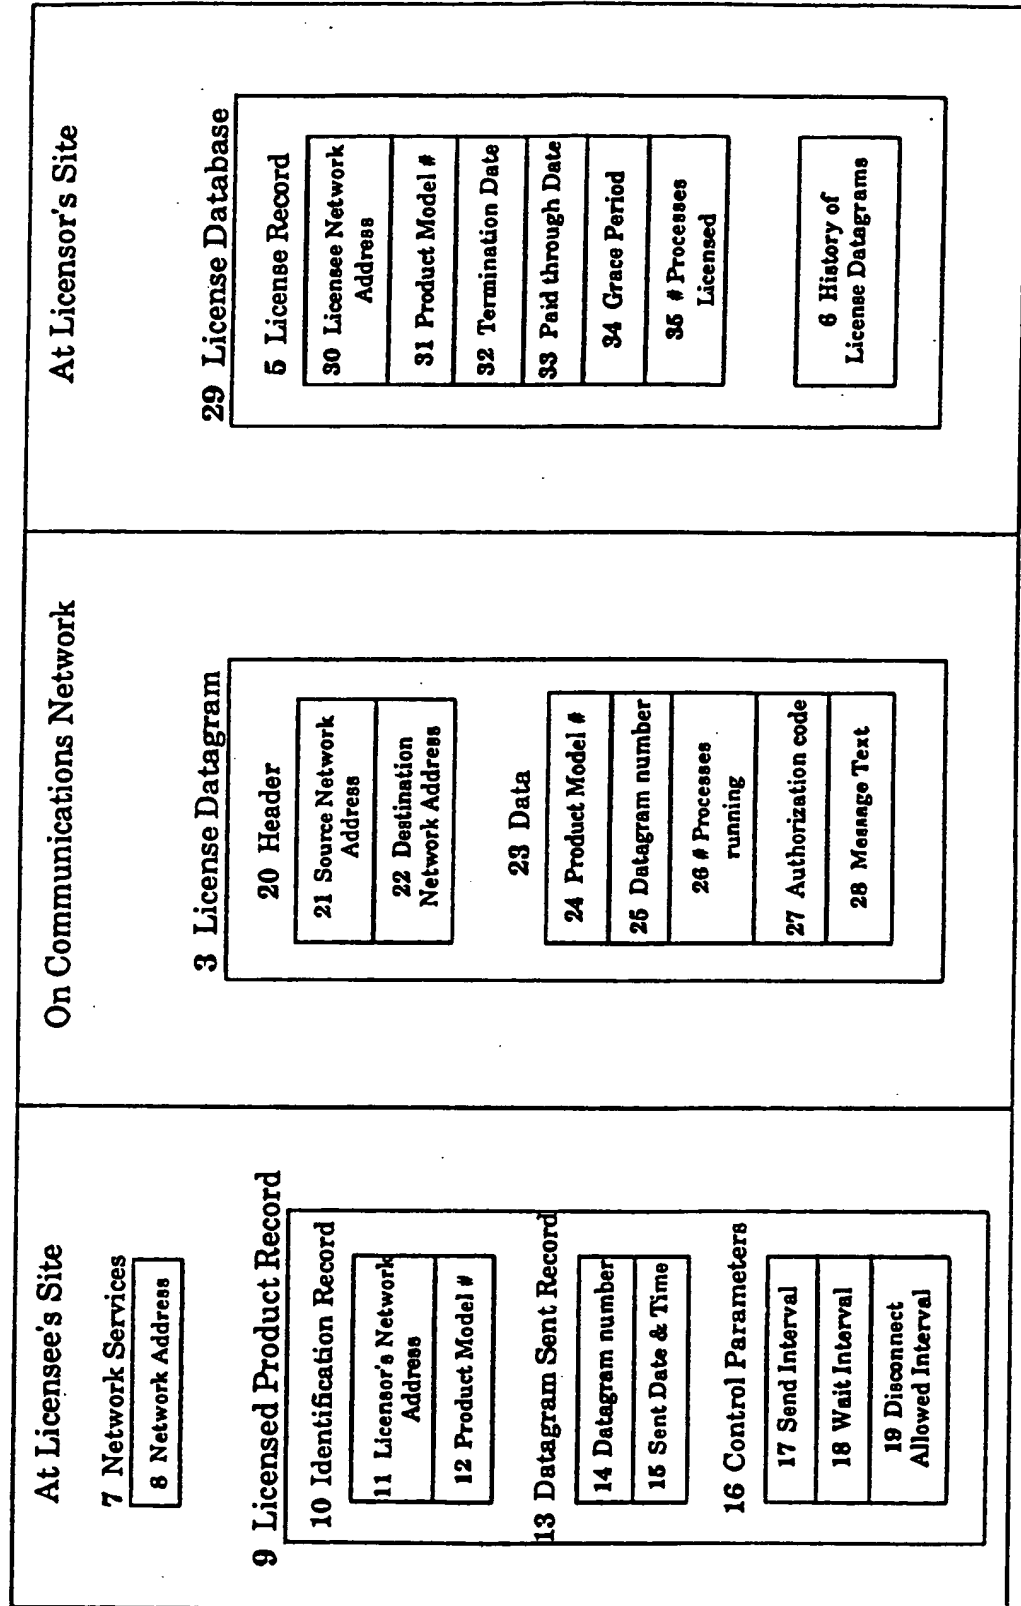 At Licensee's Site
7 Network Services
8 Network Address
9 Licensed Product Record
10 Identification Record
11 Licensor's Network
Address
12 Product Model #
13 Datagram Sent Record
14 Datagram number
15 Sent Date & Time
16 Control Parameters
17 Send Interval
18 Wait Interval
19 Disconnect
Allowed Interval
On Communications Network
3 License Datagram
20 Header
21 Source Network
Address
22 Destination
Network Address
23 Data
24 Product Model #
25 Datagram number
26 # Processes
running
27 Authorization code
28 Message Text
At Licensor's Site
29 License Database
5 License Record
30 Licensee Network
Address
31 Product Model #
32 Termination Date
33 Paid through Date
34 Grace Period
35 # Processes
Licensed
6 History of
License Datagrams